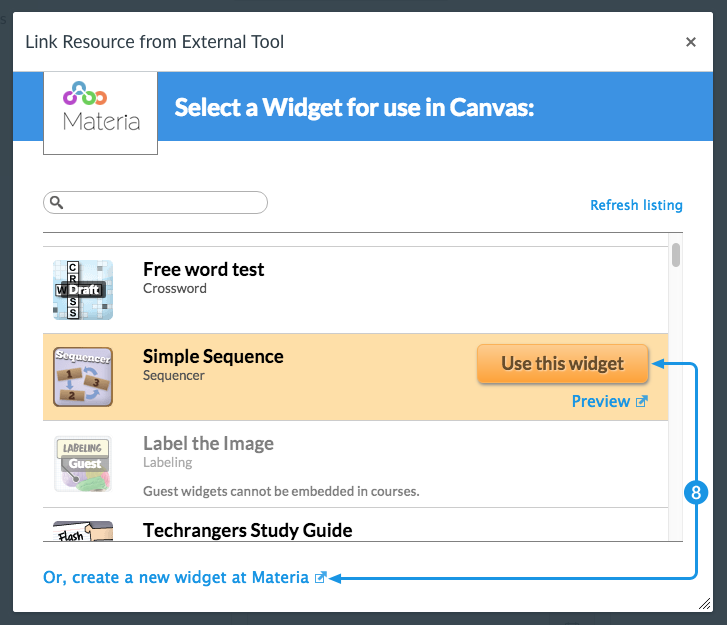 Link Resource from External Tool
×
Materia
Select a Widget for use in Canvas:
Refresh listing
CRSS
W Draft
Free word test
Crossword
Sequencer
1
2
3
Simple Sequence
Sequencer
Use this widget
Preview
LABELING
Guest
Label the Image
Labeling
Guest widgets cannot be embedded in courses.
8
Flash
Techrangers Study Guide
Or, create a new widget at Materia